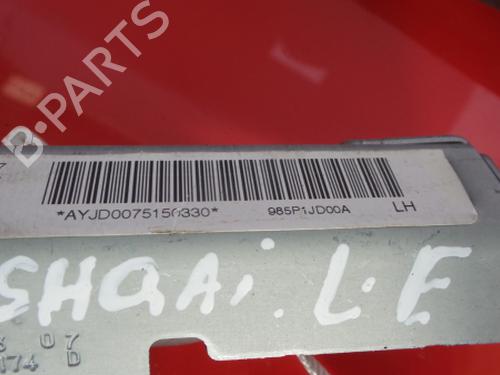 B-PARTS
*AYJD0075150330* 985P1JD00A LH
SHQAi L.E
07
174 D